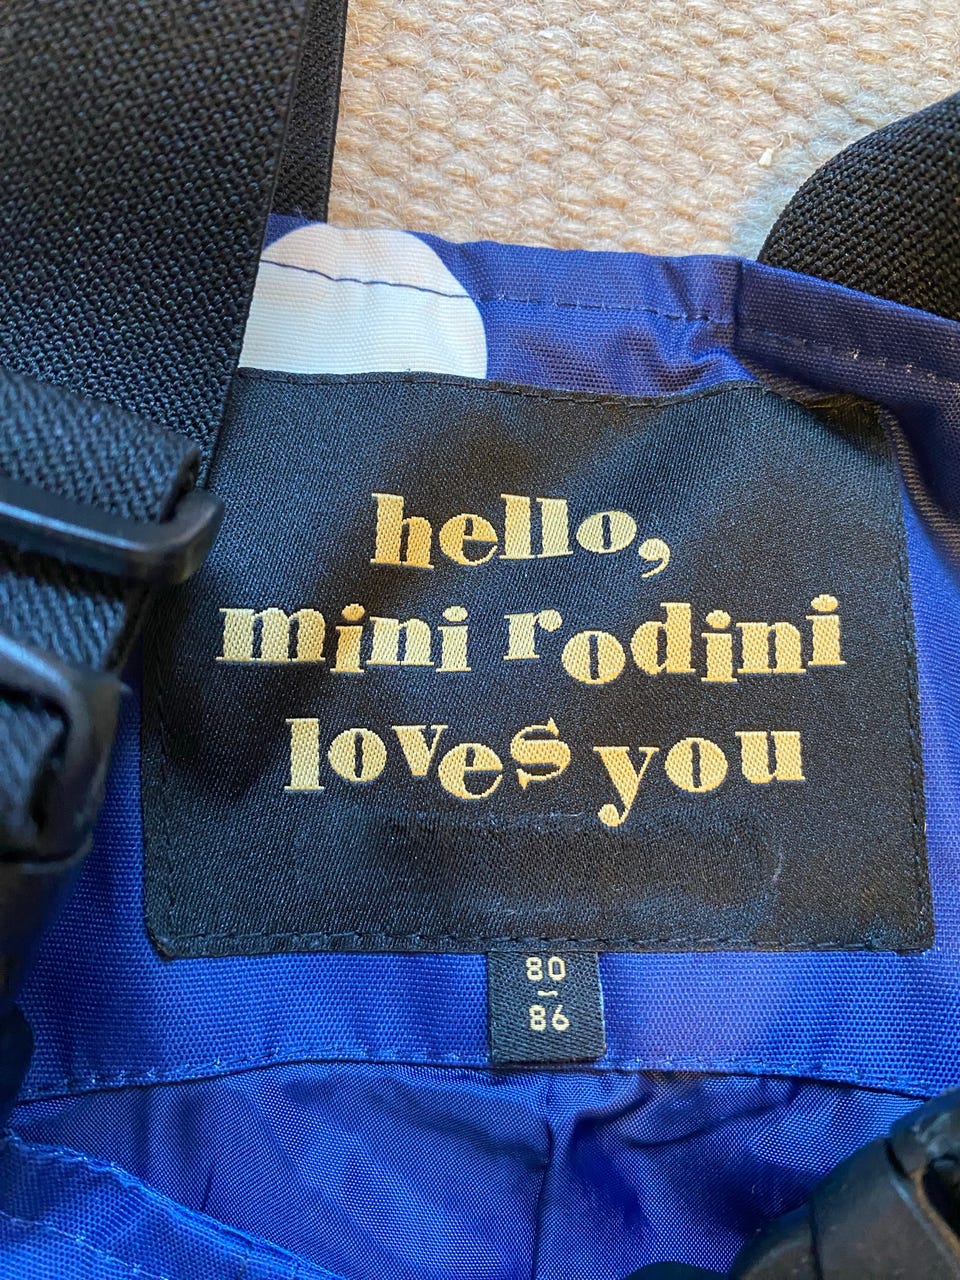 hello,
mini rodini
loves you
80
~
86